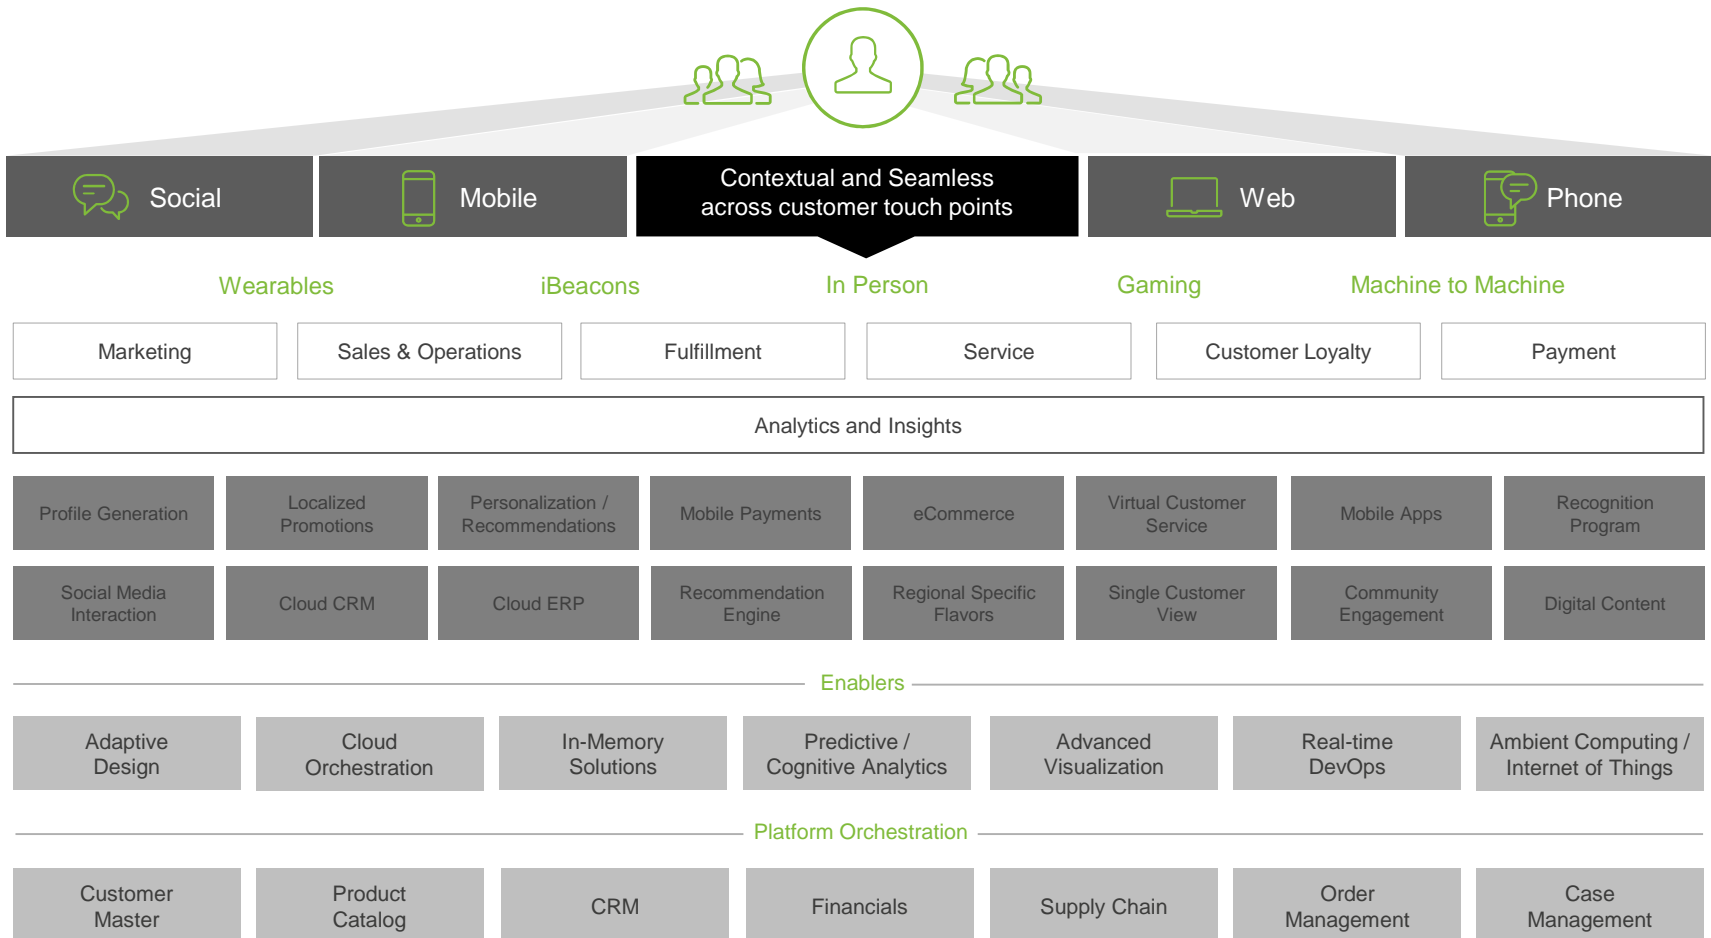 Social
Mobile
Contextual and Seamless
across customer touch points
Web
Phone
Wearables
iBeacons
In Person
Gaming
Machine to Machine
Marketing
Sales & Operations
Fulfillment
Service
Customer Loyalty
Payment
Analytics and Insights
Profile Generation
Localized
Promotions
Personalization /
Recommendations
Mobile Payments
eCommerce
Virtual Customer
Service
Mobile Apps
Recognition
Program
Social Media
Interaction
Cloud CRM
Cloud ERP
Recommendation
Engine
Regional Specific
Flavors
Single Customer
View
Community
Engagement
Digital Content
Enablers
Adaptive
Design
Cloud
Orchestration
In-Memory
Solutions
Predictive /
Cognitive Analytics
Advanced
Visualization
Real-time
DevOps
Ambient Computing /
Internet of Things
Platform Orchestration
Customer
Master
Product
Catalog
CRM
Financials
Supply Chain
Order
Management
Case
Management